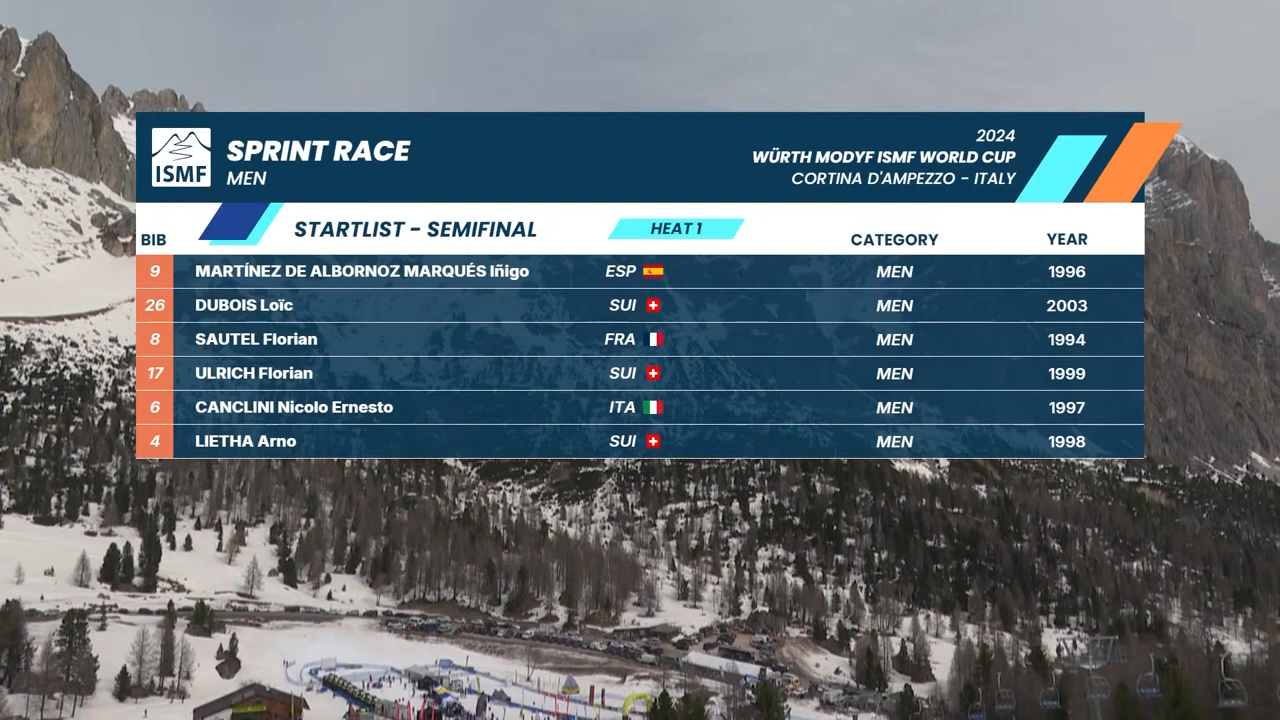 ISMF
SPRINT RACE
MEN
2024
WÜRTH MODYF ISMF WORLD CUP
CORTINA D'AMPEZZO - ITALY
STARTLIST - SEMIFINAL
HEAT 1
BIB
CATEGORY
YEAR
9 MARTÍNEZ DE ALBORNOZ MARQUÉS Iñigo ESP MEN 1996
26 DUBOIS Loïc SUI MEN 2003
8 SAUTEL Florian FRA MEN 1994
17 ULRICH Florian SUI MEN 1999
6 CANCLINI Nicolo Ernesto ITA MEN 1997
4 LIETHA Arno SUI MEN 1998